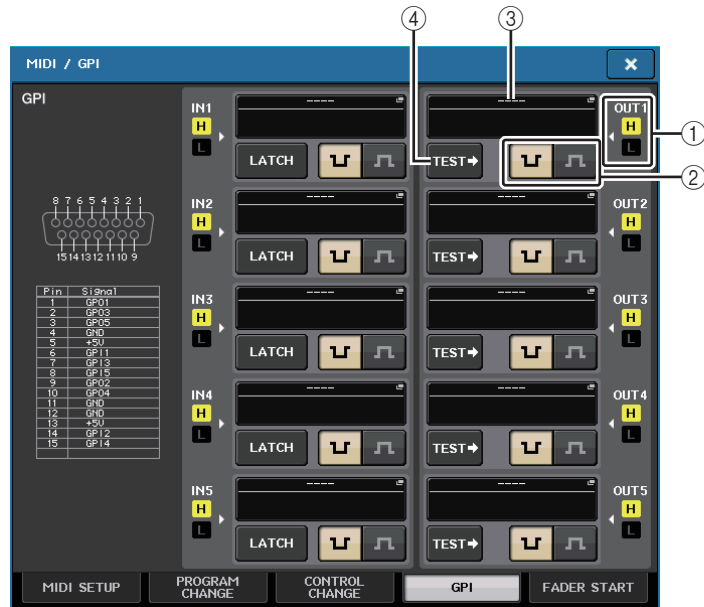 ④ ③
MIDI / GPI ×
GPI
IN1 ---- ---- OUT1
H H ①
L L
LATCH TEST→ ②
IN2 ---- ---- OUT2
H H
L L
LATCH TEST→
IN3 ---- ---- OUT3
H H
L L
LATCH TEST→
IN4 ---- ---- OUT4
H H
L L
LATCH TEST→
IN5 ---- ---- OUT5
H H
L L
LATCH TEST→
8 7 6 5 4 3 2 1
15 14 13 12 11 10 9
Pin Signal
1 GPO1
2 GPO3
3 GPO5
4 GND
5 +5V
6 GPI1
7 GPI3
8 GPI5
9 GPO2
10 GPO4
11 GND
12 GND
13 +5V
14 GPI2
15 GPI4
MIDI SETUP PROGRAM CHANGE CONTROL CHANGE GPI FADER START